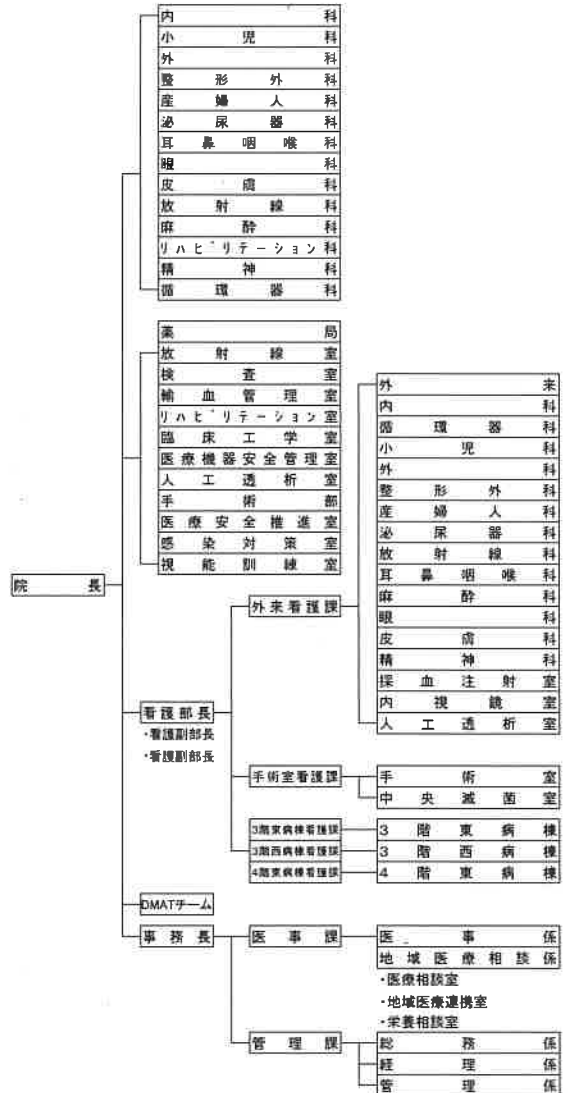 内科
小児科
外科
整形外科
産婦人科
泌尿器科
耳鼻咽喉科
眼科
皮膚科
放射線科
麻酔科
リハビリテーション科
精神科
循環器科
薬局
放射線室
検査室
輸血管理室
リハビリテーション室
臨床工学室
医療機器安全管理室
人工透析室
手術部
医療安全推進室
感染対策室
視能訓練室
院長
看護部長
・看護副部長
・看護副部長
外来看護課
外来
内科
循環器科
小児科
外科
整形外科
産婦人科
泌尿器科
放射線科
耳鼻咽喉科
麻酔科
眼科
皮膚科
精神科
採血注射室
内視鏡室
人工透析室
手術室看護課
手術室
中央滅菌室
3階東病棟看護課
3階東病棟
3階西病棟看護課
3階西病棟
4階東病棟看護課
4階東病棟
DMATチーム
事務長
医事課
医事係
地域医療相談係
・医療相談室
・地域医療連携室
・栄養相談室
管理課
総務係
経理係
管理係